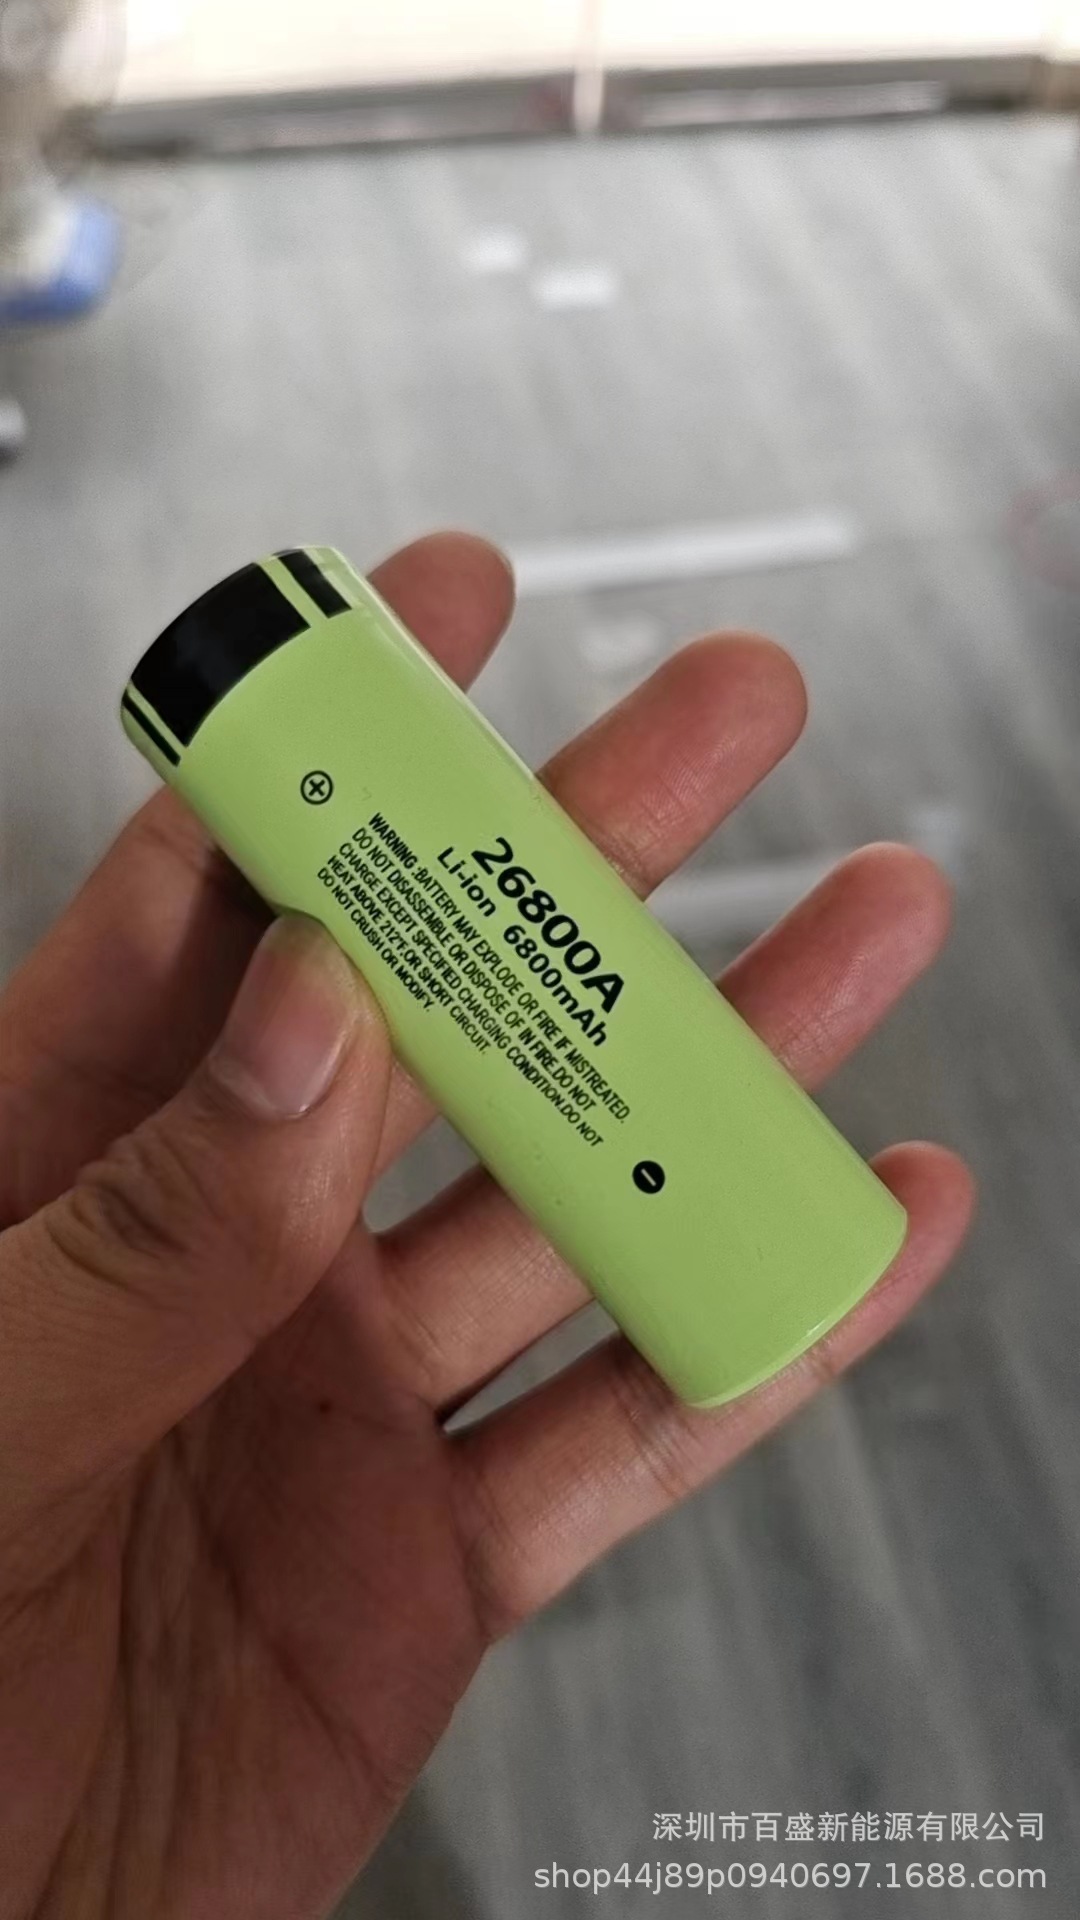 26800A
Li-ion 6800mAh
WARNING :BATTERY MAY EXPLODE OR FIRE IF MISTREATED.
DO NOT DISASSEMBLE OR DISPOSE OF IN FIRE.DO NOT
CHARGE EXCEPT SPECIFIED CHARGING CONDITION.DO NOT
HEAT ABOVE 212°F.OR SHORT CIRCUIT.
DO NOT CRUSH OR MODIFY.
深圳市百盛新能源有限公司
shop44j89p0940697.1688.com